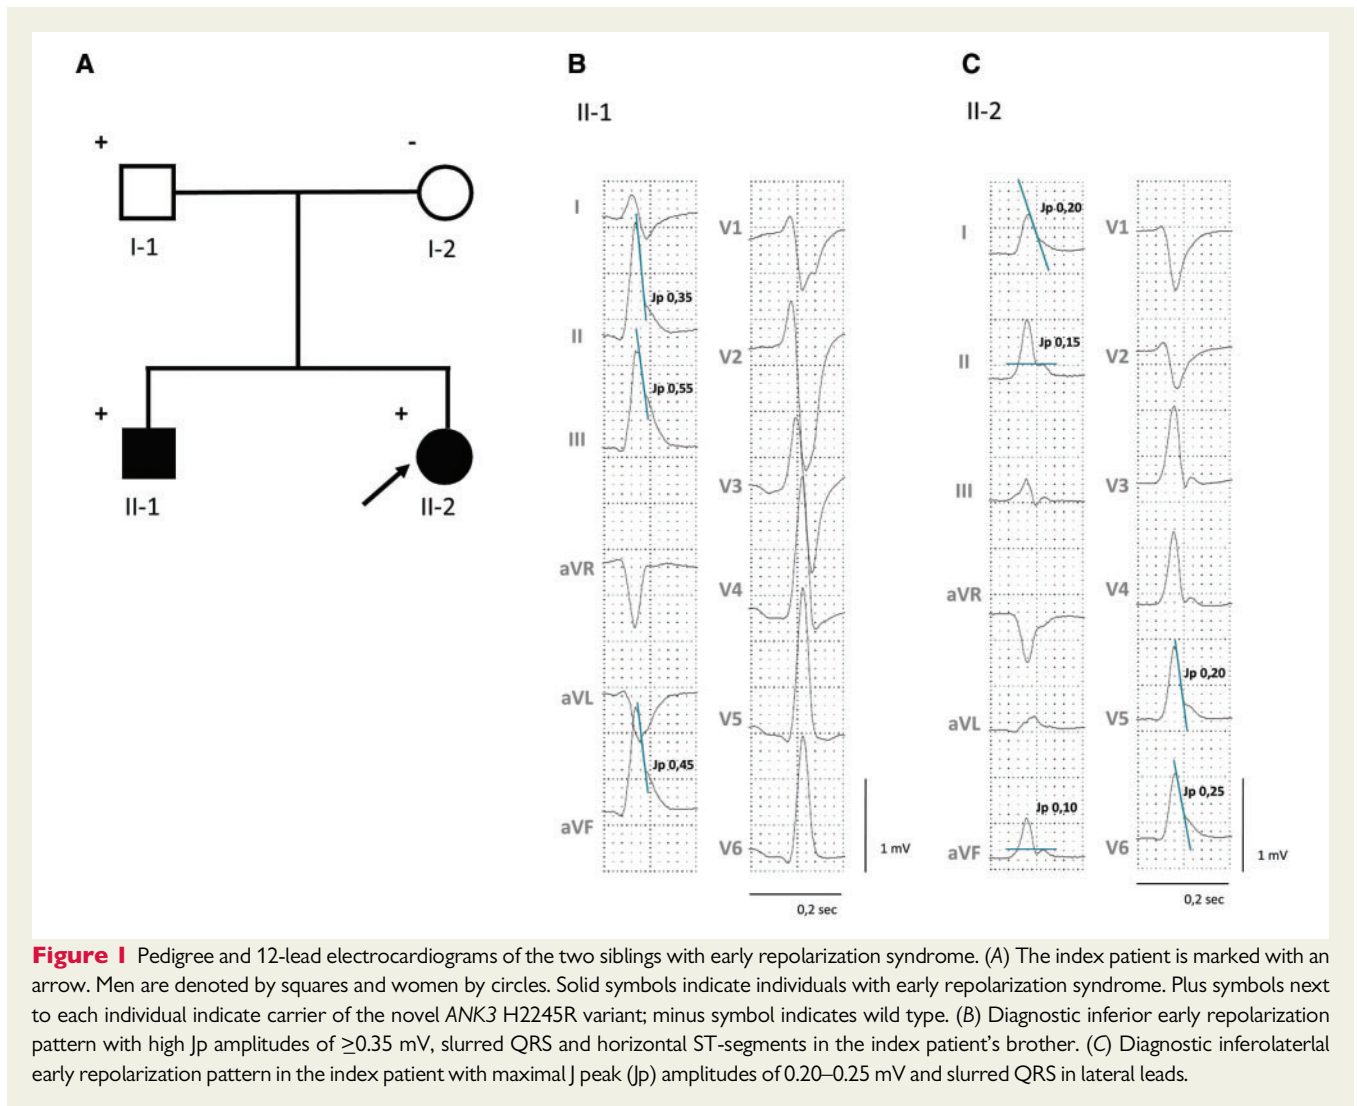 A
+
-
I-1
I-2
+
+
II-1
II-2
B
II-1
I
Jp 0,35
II
Jp 0,55
III
aVR
aVL
Jp 0,45
aVF
V1
V2
V3
V4
V5
V6
1 mV
0,2 sec
C
II-2
I
Jp 0,20
II
Jp 0,15
III
aVR
aVL
Jp 0,10
aVF
V1
V2
V3
V4
Jp 0,20
V5
Jp 0,25
V6
1 mV
0,2 sec
Figure 1 Pedigree and 12-lead electrocardiograms of the two siblings with early repolarization syndrome. (A) The index patient is marked with an
arrow. Men are denoted by squares and women by circles. Solid symbols indicate individuals with early repolarization syndrome. Plus symbols next
to each individual indicate carrier of the novel ANK3 H2245R variant; minus symbol indicates wild type. (B) Diagnostic inferior early repolarization
pattern with high Jp amplitudes of ≥0.35 mV, slurred QRS and horizontal ST-segments in the index patient's brother. (C) Diagnostic inferolaterlal
early repolarization pattern in the index patient with maximal J peak (Jp) amplitudes of 0.20–0.25 mV and slurred QRS in lateral leads.